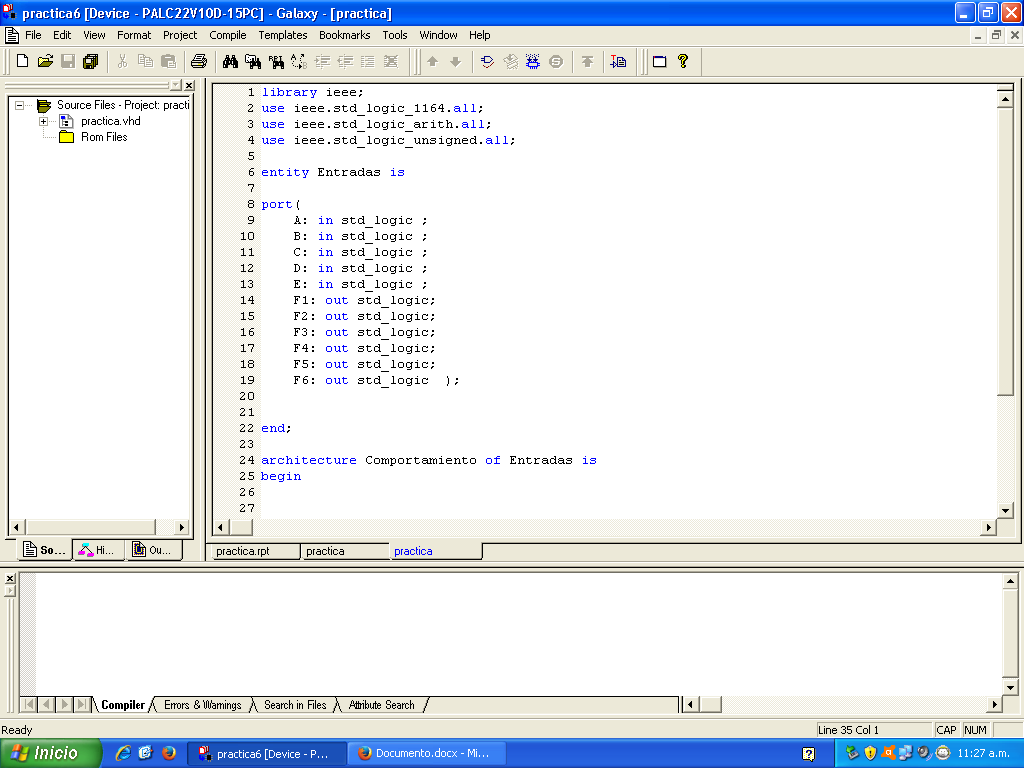 practica6 [Device - PALC22V10D-15PC] - Galaxy - [practica]
File Edit View Format Project Compile Templates Bookmarks Tools Window Help
Source Files - Project: practi
practica.vhd
Rom Files
So... Hi... Ou...
1 library ieee;
2 use ieee.std_logic_1164.all;
3 use ieee.std_logic_arith.all;
4 use ieee.std_logic_unsigned.all;
5
6 entity Entradas is
7
8 port(
9 A: in std_logic ;
10 B: in std_logic ;
11 C: in std_logic ;
12 D: in std_logic ;
13 E: in std_logic ;
14 F1: out std_logic;
15 F2: out std_logic;
16 F3: out std_logic;
17 F4: out std_logic;
18 F5: out std_logic;
19 F6: out std_logic );
20
21
22 end;
23
24 architecture Comportamiento of Entradas is
25 begin
26
27
practica.rpt practica practica
Compiler Errors & Warnings Search in Files Attribute Search
Ready Line 35 Col 1 CAP NUM
Inicio practica6 [Device - P... Documento.docx - Mi... 11:27 a.m.